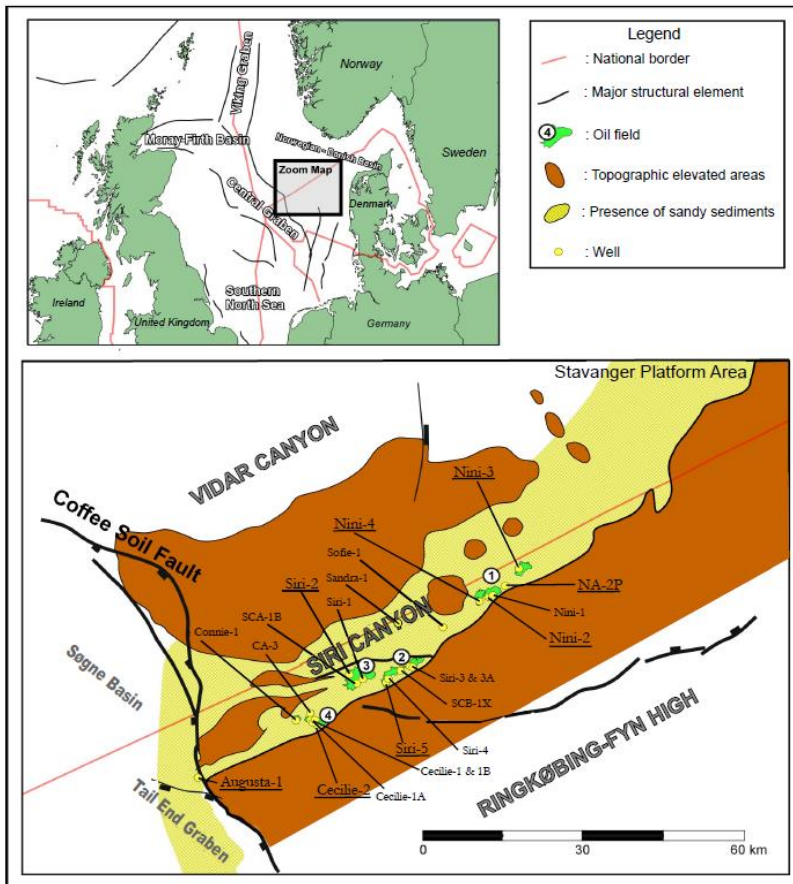 Norway
Viking Graben
Moray-Firth Basin
Norwegian - Danish Basin
Sweden
Zoom Map
Central Graben
Denmark
Southern
North Sea
Ireland
United Kingdom
Germany
Legend
: National border
: Major structural element
4
: Oil field
: Topographic elevated areas
: Presence of sandy sediments
: Well
Stavanger Platform Area
VIDAR CANYON
Nini-3
Coffee Soil Fault
Nini-4
Sofie-1
1
Sandra-1
NA-2P
Siri-2
Siri-1
Nini-1
SCA-1B
SIRI CANYON
Nini-2
Connie-1
CA-3
2
3
Siri-3 & 3A
Søgne Basin
SCB-1X
4
Siri-4
Siri-5
Cecilie-1 & 1B
RINGKØBING-FYN HIGH
Augusta-1
Cecilie-2
Cecilie-1A
Tail End Graben
0
30
60 km